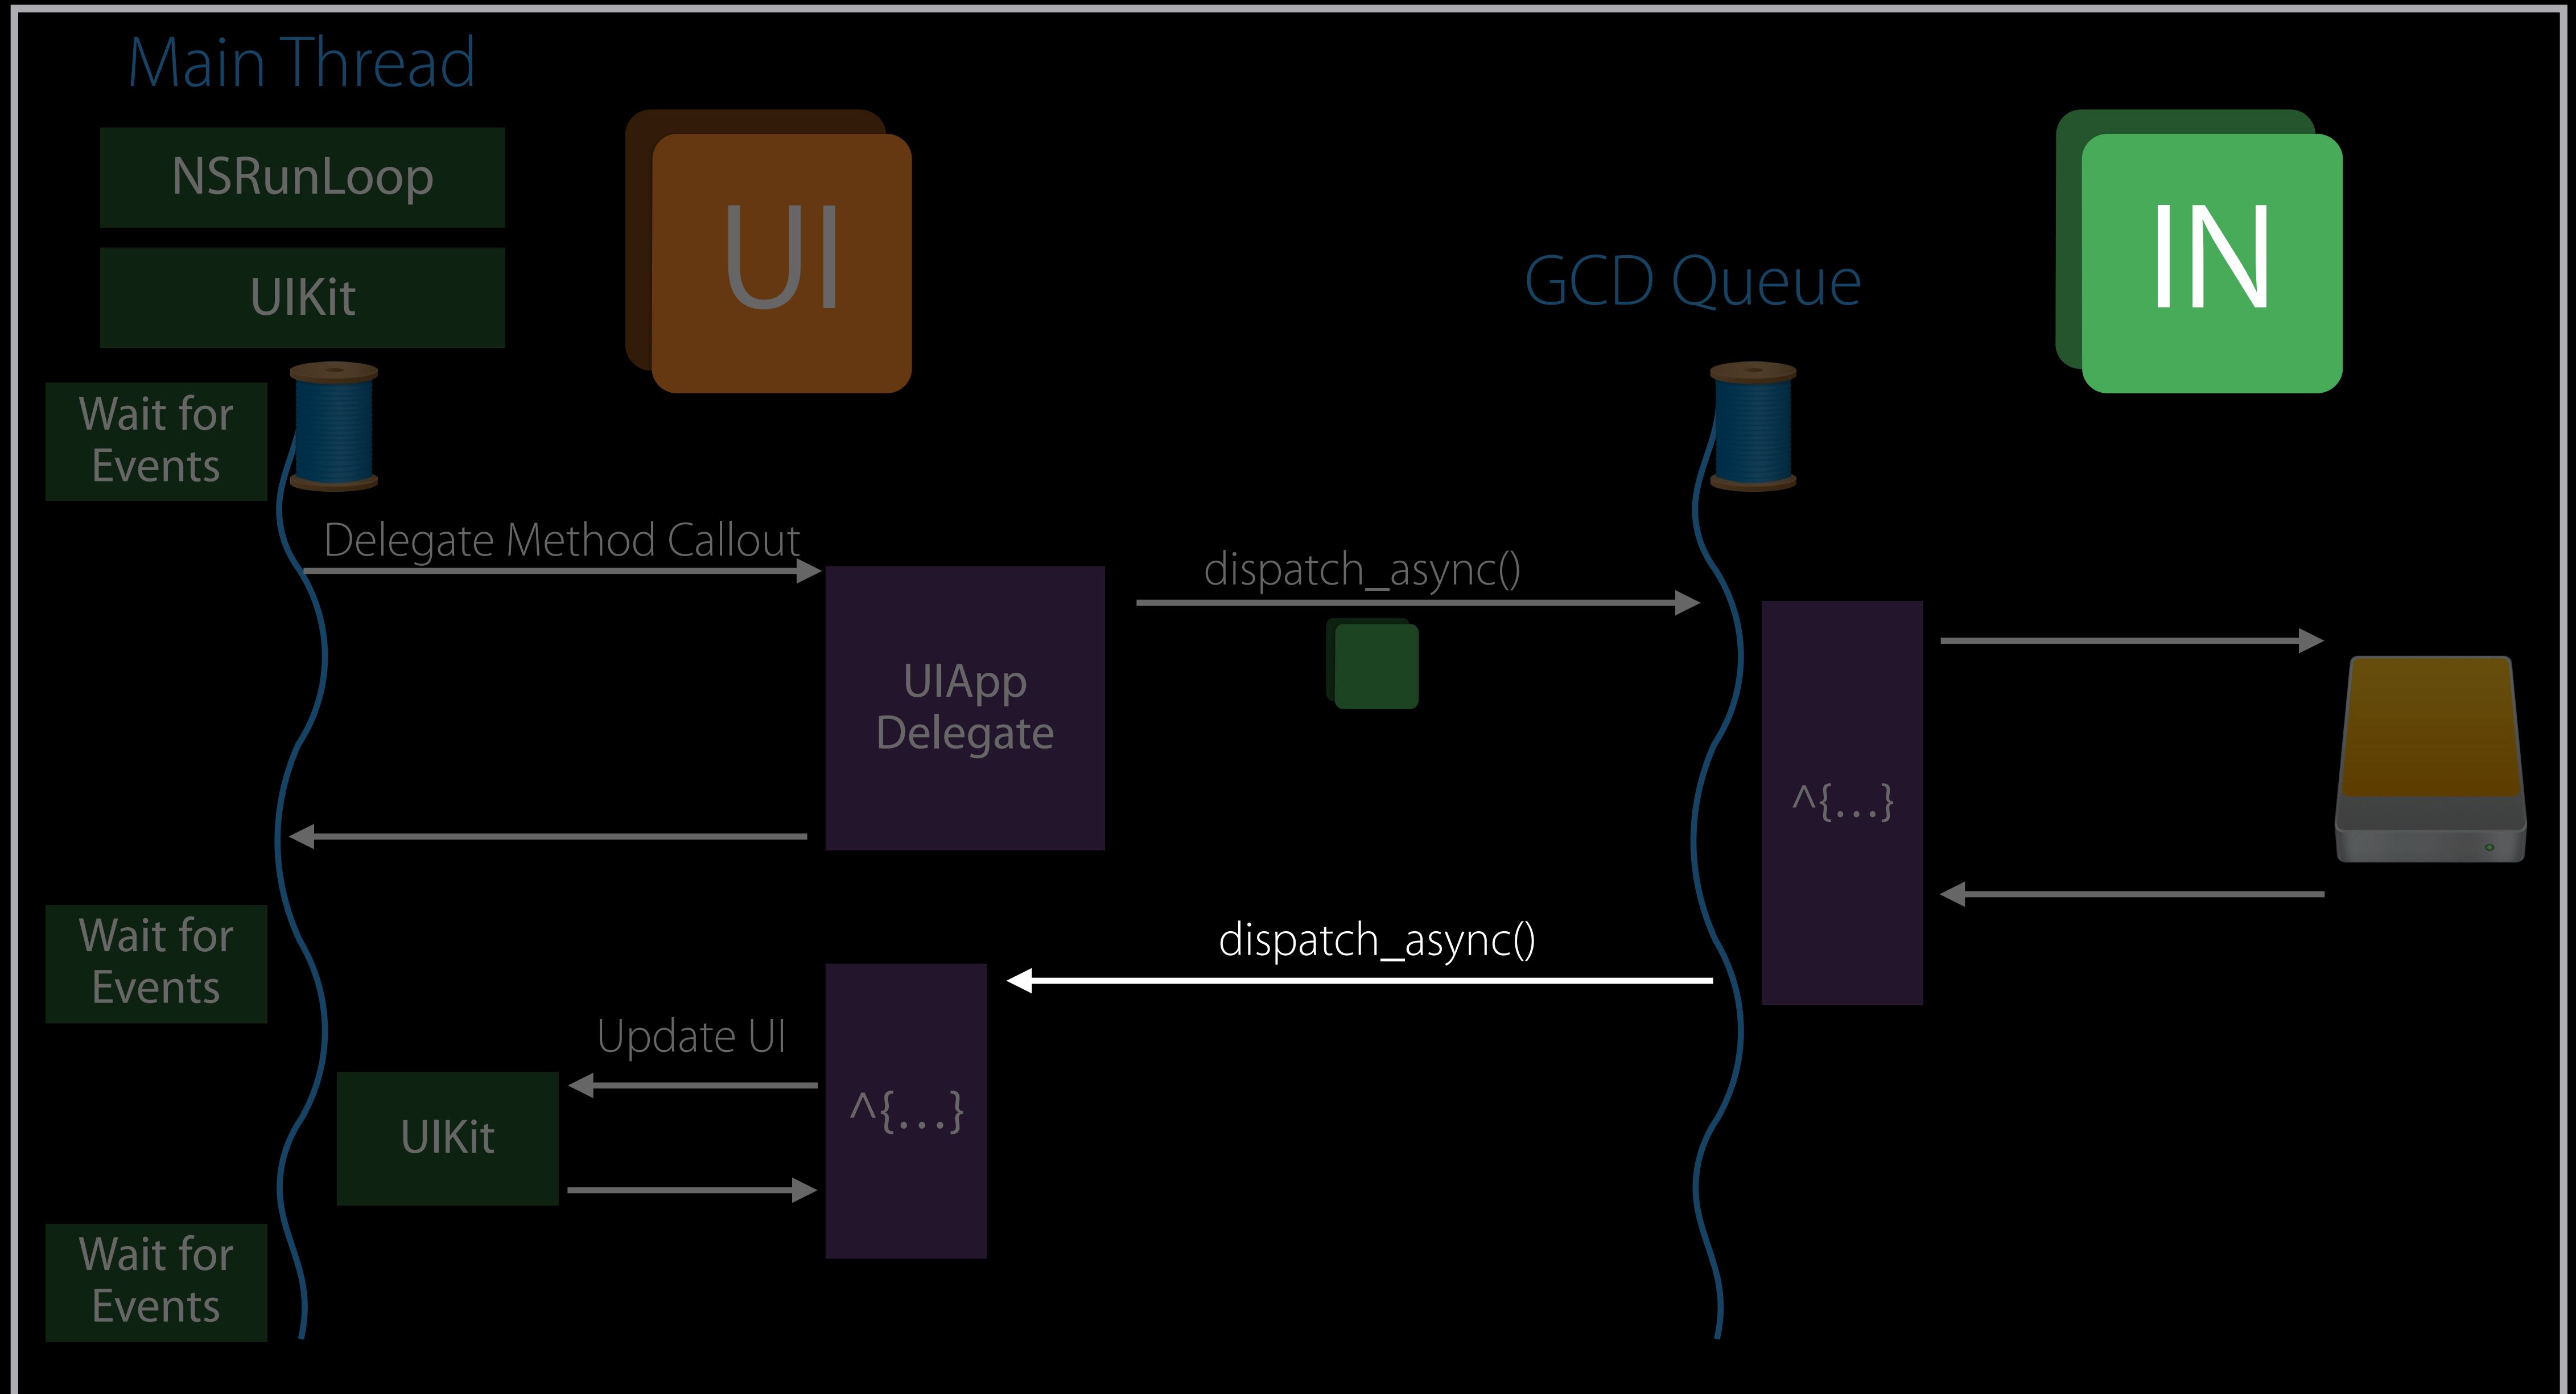 Main Thread
NSRunLoop
UIKit
UI
IN
GCD Queue
Wait for
Events
Delegate Method Callout
dispatch_async()
UIApp
Delegate
^{...}
Wait for
Events
dispatch_async()
Update UI
^{...}
UIKit
Wait for
Events